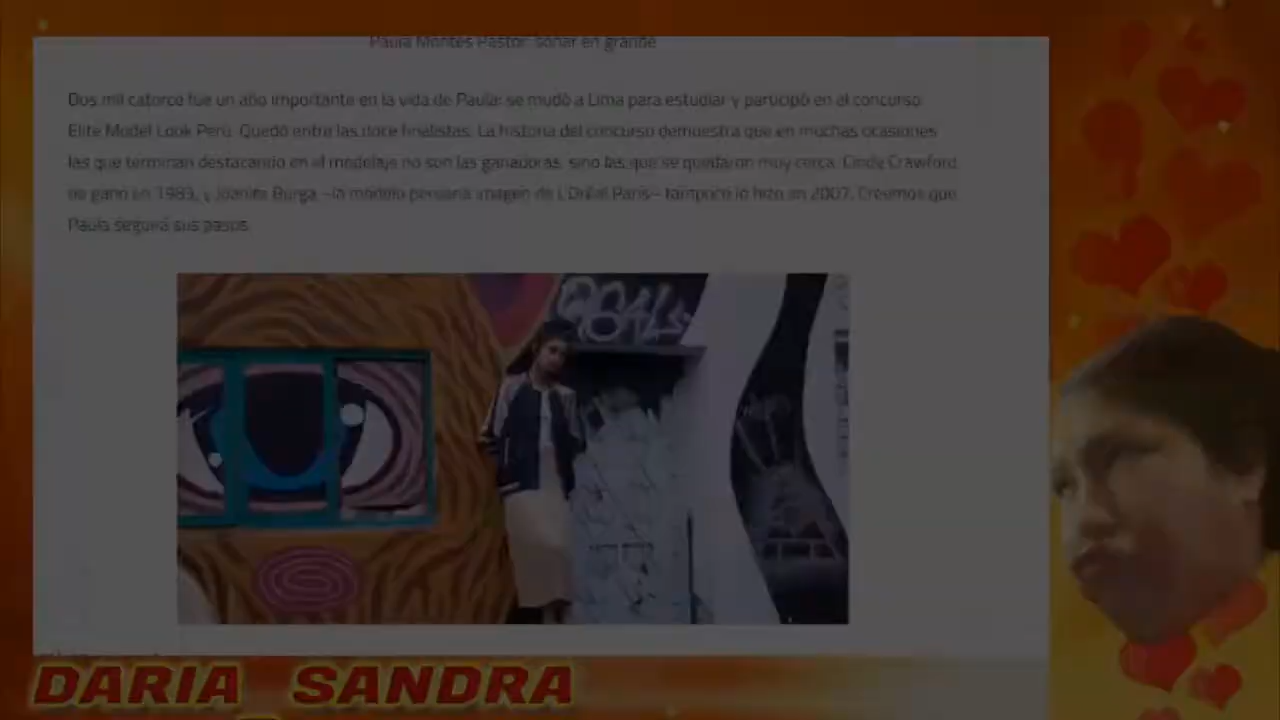 Paula Montes Pastor: soñar en grande
Dos mil catorce fue un año importante en la vida de Paula: se mudó a Lima para estudiar y participó en el concurso
Elite Model Look Perú. Quedó entre las doce finalistas. La historia del concurso demuestra que en muchas ocasiones
las que terminan destacando en el modelaje no son las ganadoras, sino las que se quedaron muy cerca. Cindy Crawford
no ganó en 1983, y Juanita Burga –la modelo peruana imagen de L'Oréal Paris– tampoco lo hizo en 2007. Creemos que
Paula seguirá sus pasos.
DARIA SANDRA